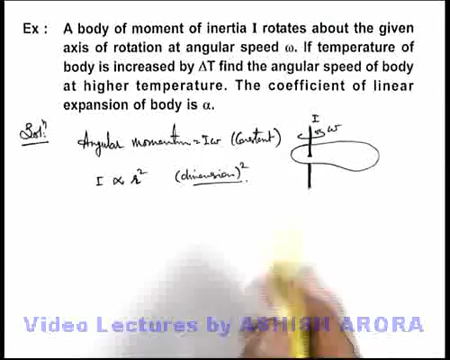 Ex : A body of moment of inertia I rotates about the given
axis of rotation at angular speed ω. If temperature of
body is increased by ΔT find the angular speed of body
at higher temperature. The coefficient of linear
expansion of body is α.
Solⁿ
Angular momentum = Iω (Constant)
I ω
I ∝ r² (dimension)²
Video Lectures by ASHISH ARORA